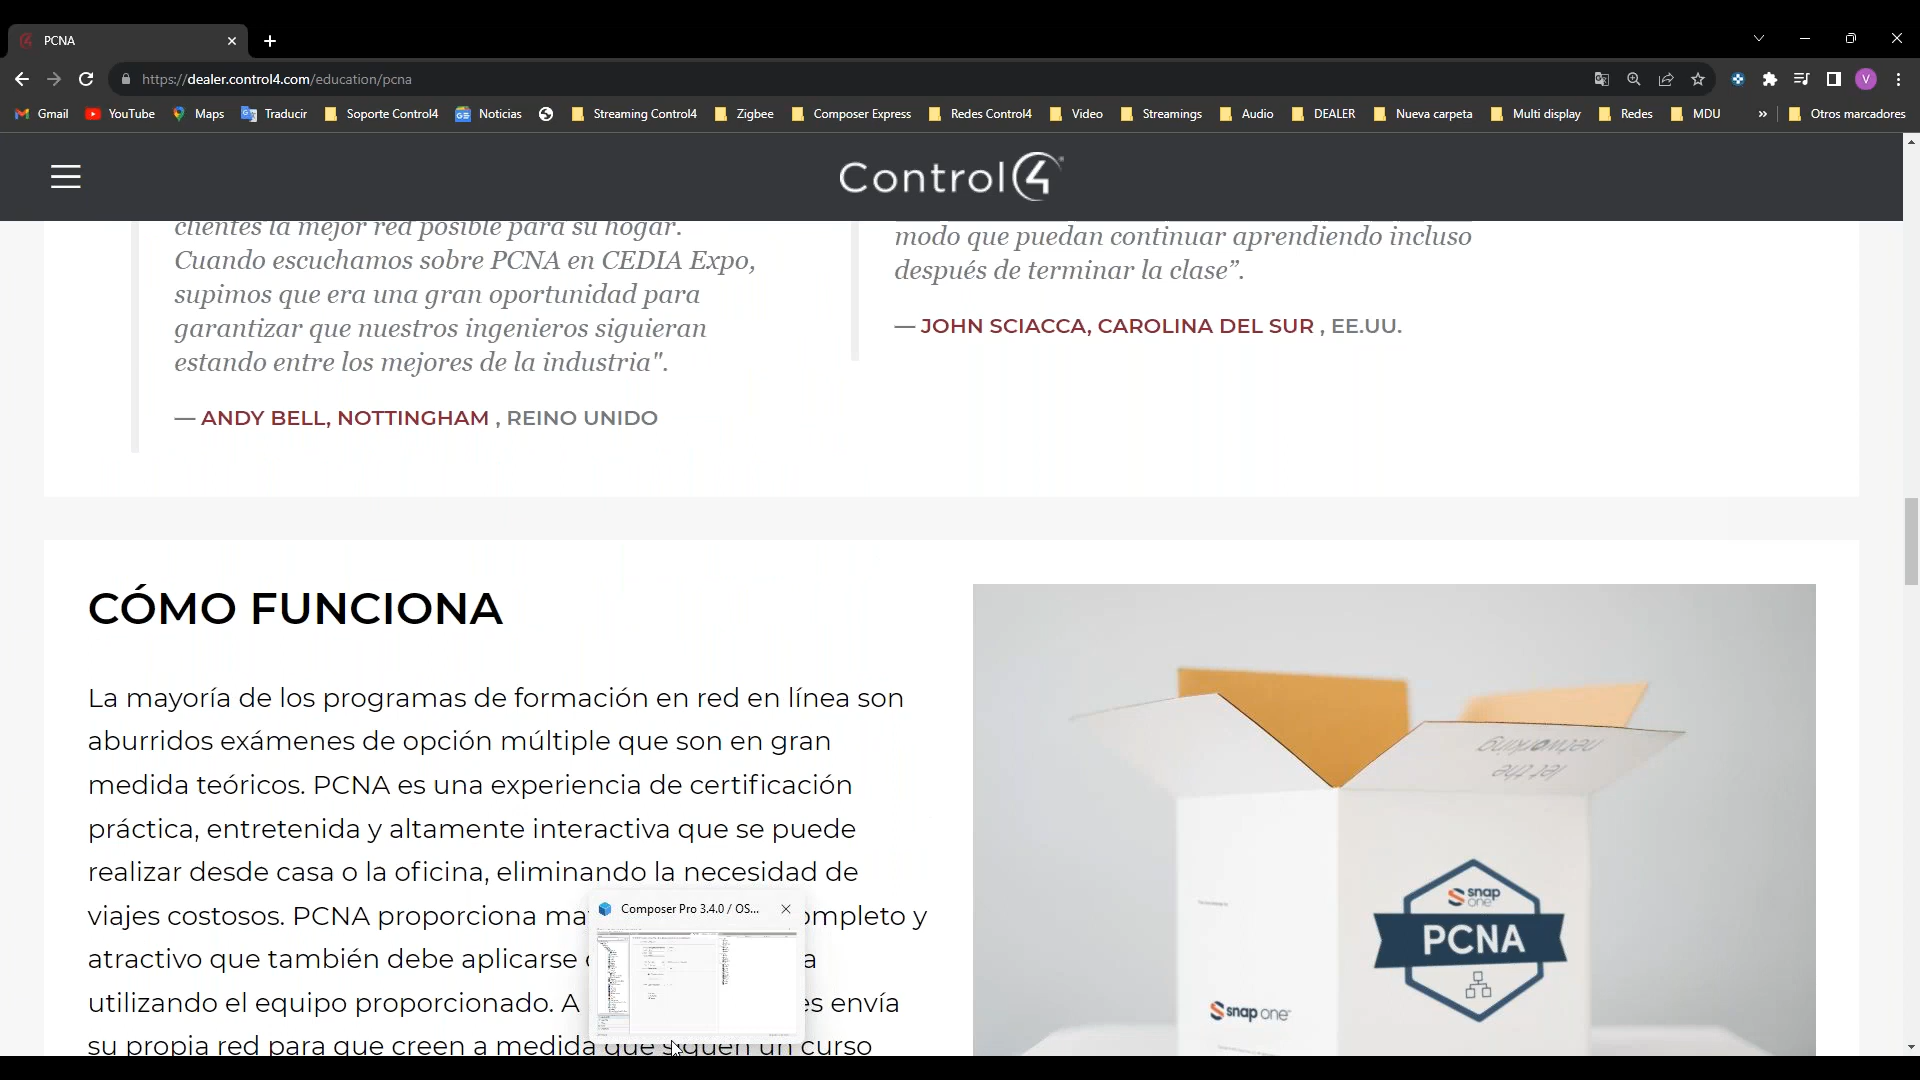 PCNA
https://dealer.control4.com/education/pcna
V
Gmail
YouTube
Maps
Traducir
Soporte Control4
Noticias
Streaming Control4
Zigbee
Composer Express
Redes Control4
Video
Streamings
Audio
DEALER
Nueva carpeta
Multi display
Redes
MDU
»
Otros marcadores
Control4
clientes la mejor red posible para su hogar.
Cuando escuchamos sobre PCNA en CEDIA Expo,
supimos que era una gran oportunidad para
garantizar que nuestros ingenieros siguieran
estando entre los mejores de la industria".
— ANDY BELL, NOTTINGHAM , REINO UNIDO
modo que puedan continuar aprendiendo incluso
después de terminar la clase”.
— JOHN SCIACCA, CAROLINA DEL SUR , EE.UU.
CÓMO FUNCIONA
La mayoría de los programas de formación en red en línea son
aburridos exámenes de opción múltiple que son en gran
medida teóricos. PCNA es una experiencia de certificación
práctica, entretenida y altamente interactiva que se puede
realizar desde casa o la oficina, eliminando la necesidad de
viajes costosos. PCNA proporciona ma ompleto y
atractivo que también debe aplicarse a
utilizando el equipo proporcionado. A es envía
su propia red para que creen a medida que siguen un curso
Composer Pro 3.4.0 / OS...
let the
networking
snap one
PCNA
snap one